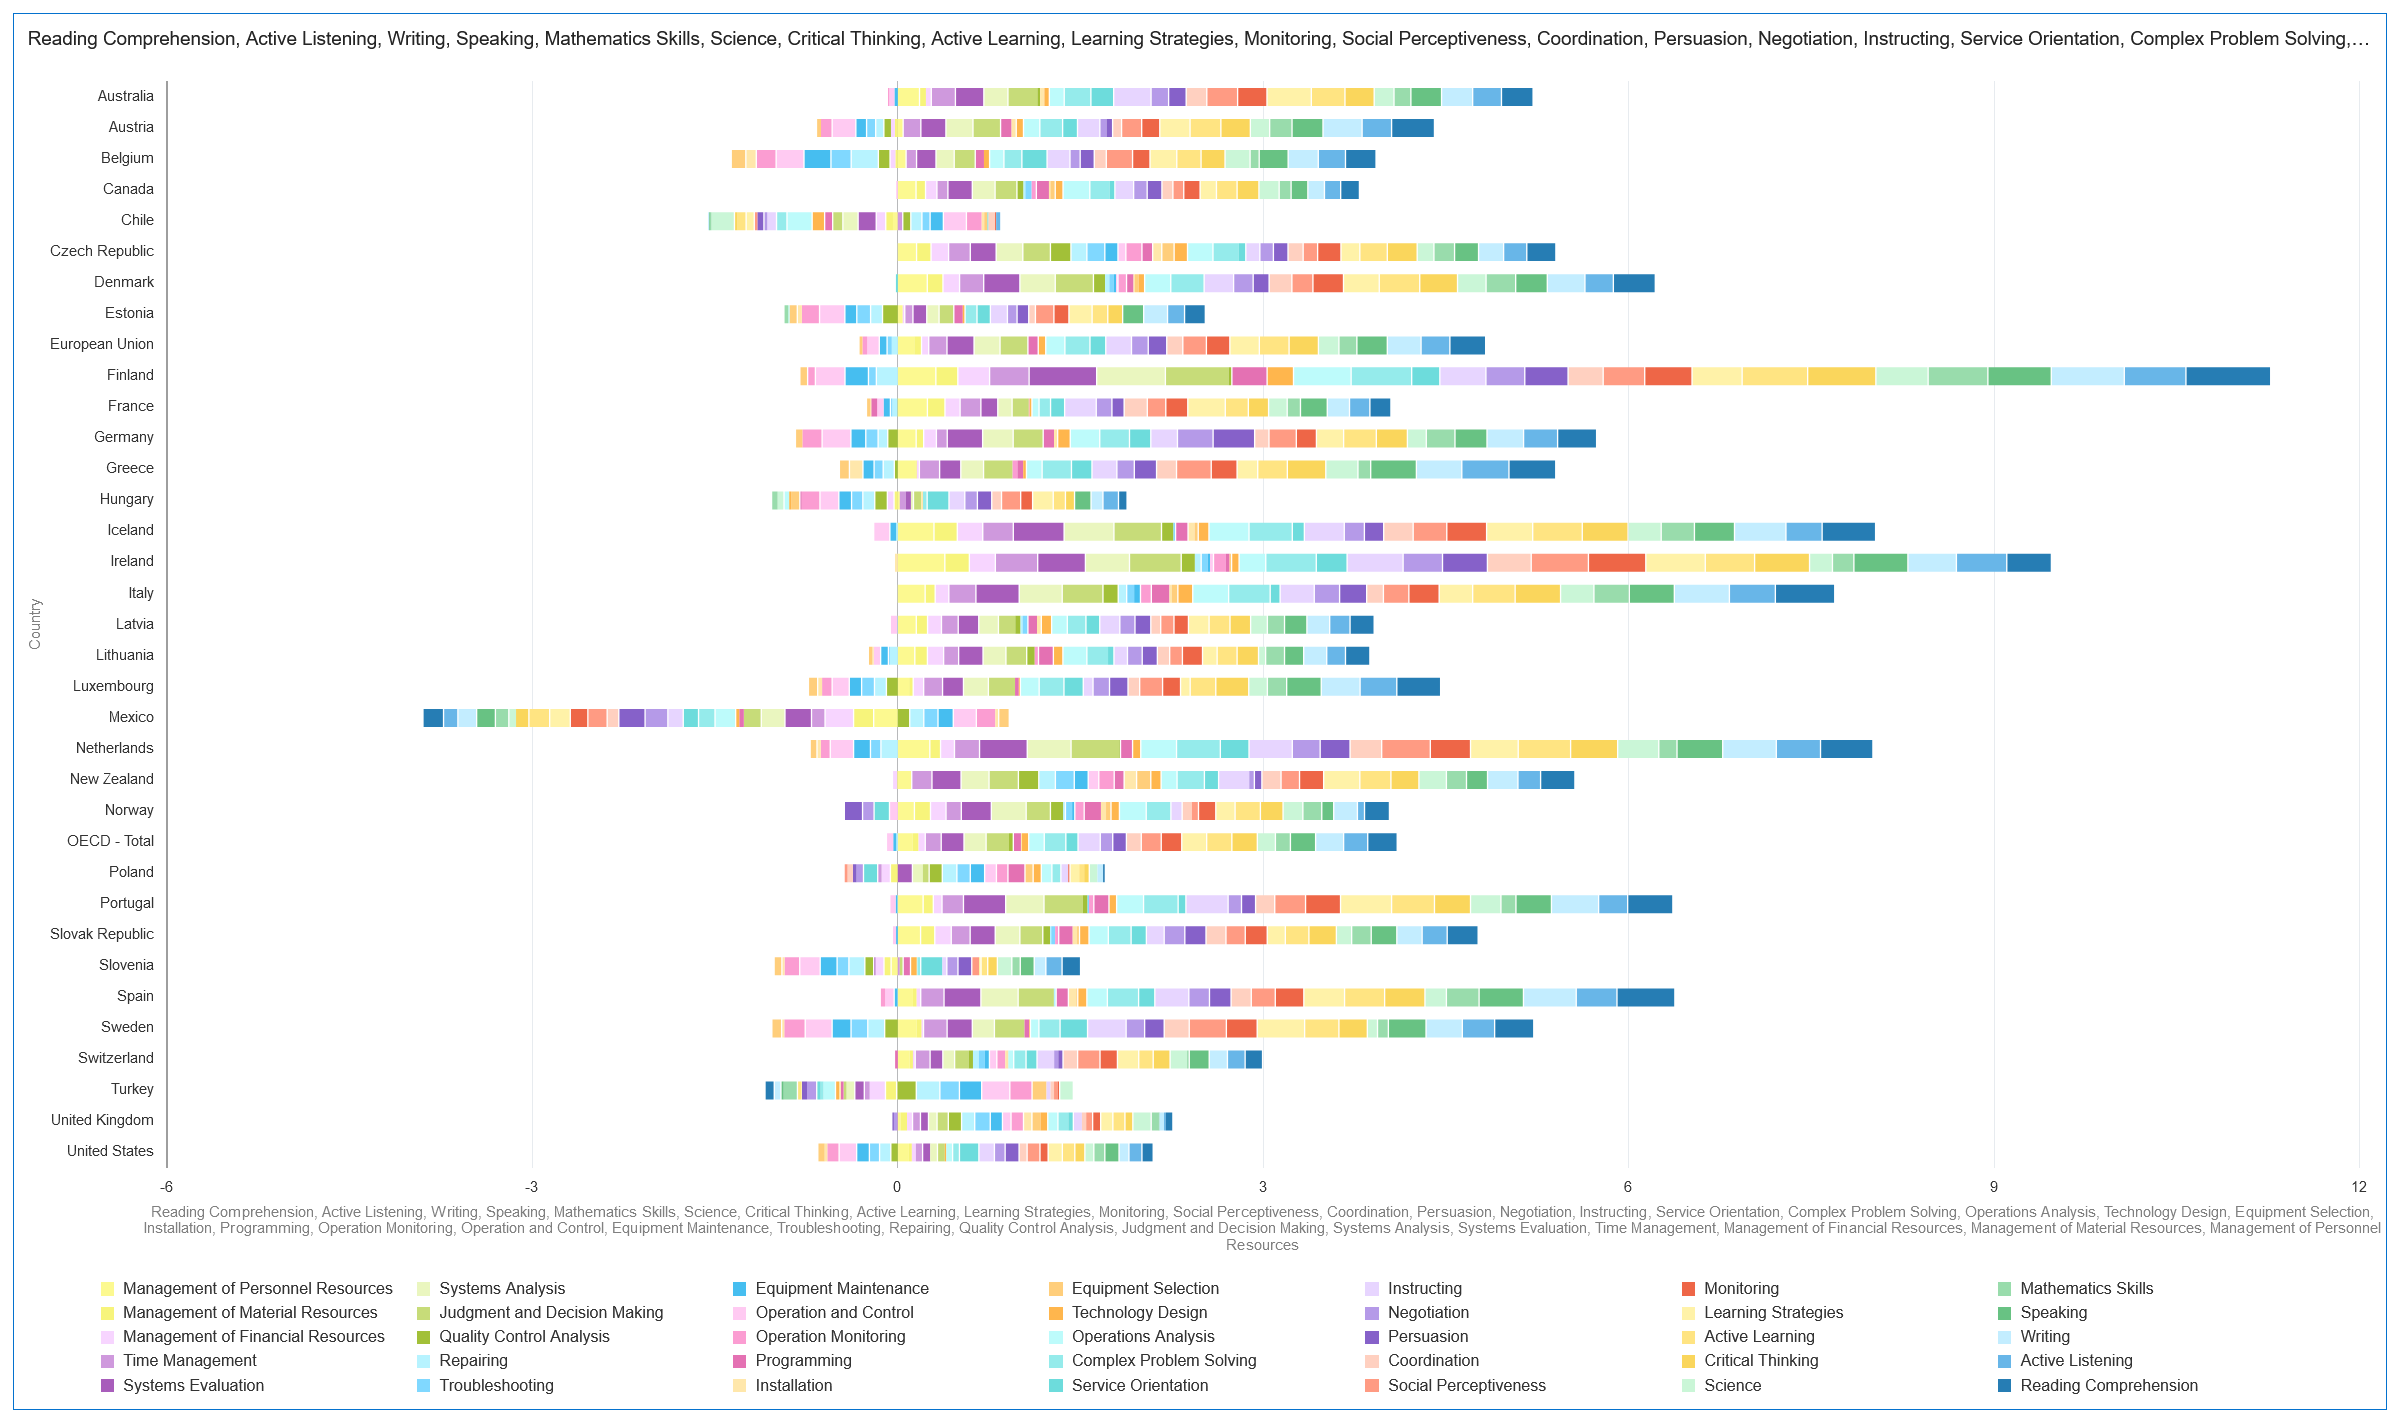 Reading Comprehension, Active Listening, Writing, Speaking, Mathematics Skills, Science, Critical Thinking, Active Learning, Learning Strategies, Monitoring, Social Perceptiveness, Coordination, Persuasion, Negotiation, Instructing, Service Orientation, Complex Problem Solving,…
Australia
Austria
Belgium
Canada
Chile
Czech Republic
Denmark
Estonia
European Union
Finland
France
Germany
Greece
Hungary
Iceland
Ireland
Italy
Latvia
Lithuania
Luxembourg
Mexico
Netherlands
New Zealand
Norway
OECD - Total
Poland
Portugal
Slovak Republic
Slovenia
Spain
Sweden
Switzerland
Turkey
United Kingdom
United States
Country
-6 -3 0 3 6 9 12
Reading Comprehension, Active Listening, Writing, Speaking, Mathematics Skills, Science, Critical Thinking, Active Learning, Learning Strategies, Monitoring, Social Perceptiveness, Coordination, Persuasion, Negotiation, Instructing, Service Orientation, Complex Problem Solving, Operations Analysis, Technology Design, Equipment Selection,
Installation, Programming, Operation Monitoring, Operation and Control, Equipment Maintenance, Troubleshooting, Repairing, Quality Control Analysis, Judgment and Decision Making, Systems Analysis, Systems Evaluation, Time Management, Management of Financial Resources, Management of Material Resources, Management of Personnel
Resources
Management of Personnel Resources Systems Analysis Equipment Maintenance Equipment Selection Instructing Monitoring Mathematics Skills
Management of Material Resources Judgment and Decision Making Operation and Control Technology Design Negotiation Learning Strategies Speaking
Management of Financial Resources Quality Control Analysis Operation Monitoring Operations Analysis Persuasion Active Learning Writing
Time Management Repairing Programming Complex Problem Solving Coordination Critical Thinking Active Listening
Systems Evaluation Troubleshooting Installation Service Orientation Social Perceptiveness Science Reading Comprehension